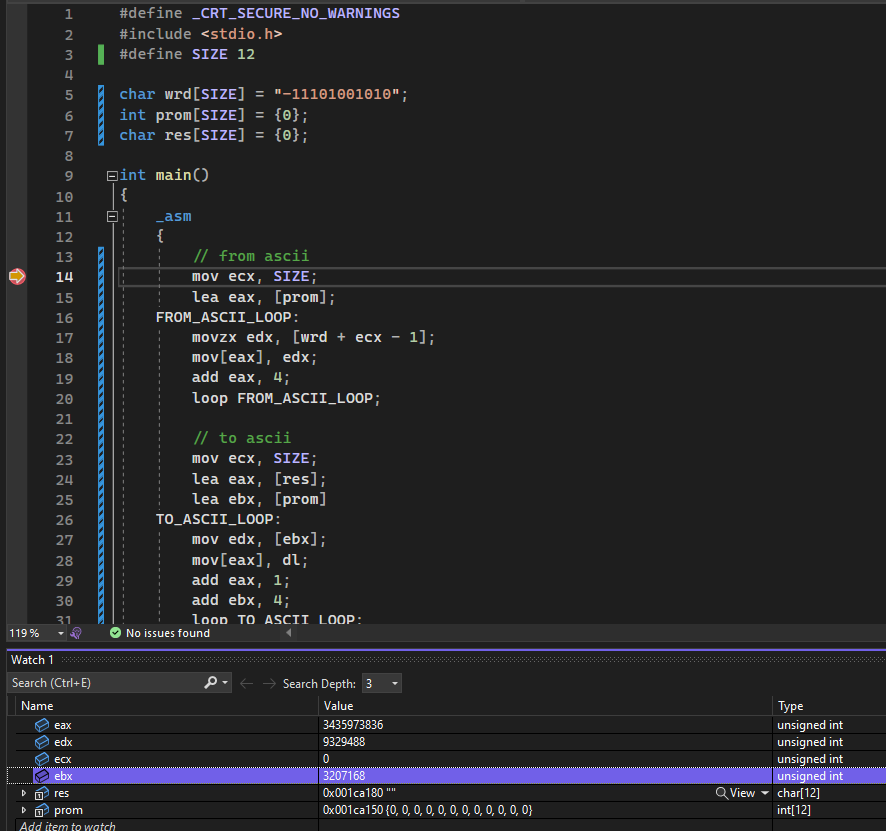 1 #define _CRT_SECURE_NO_WARNINGS
2 #include <stdio.h>
3 #define SIZE 12
4
5 char wrd[SIZE] = "-11101001010";
6 int prom[SIZE] = {0};
7 char res[SIZE] = {0};
8
9 int main()
10 {
11 _asm
12 {
13 // from ascii
14 mov ecx, SIZE;
15 lea eax, [prom];
16 FROM_ASCII_LOOP:
17 movzx edx, [wrd + ecx - 1];
18 mov[eax], edx;
19 add eax, 4;
20 loop FROM_ASCII_LOOP;
21
22 // to ascii
23 mov ecx, SIZE;
24 lea eax, [res];
25 lea ebx, [prom]
26 TO_ASCII_LOOP:
27 mov edx, [ebx];
28 mov[eax], dl;
29 add eax, 1;
30 add ebx, 4;
31 loop TO_ASCII_LOOP;
119 % No issues found
Watch 1
Search (Ctrl+E) Search Depth: 3
Name Value Type
eax 3435973836 unsigned int
edx 9329488 unsigned int
ecx 0 unsigned int
ebx 3207168 unsigned int
res 0x001ca180 "" View char[12]
prom 0x001ca150 {0, 0, 0, 0, 0, 0, 0, 0, 0, 0, 0, 0} int[12]
Add item to watch